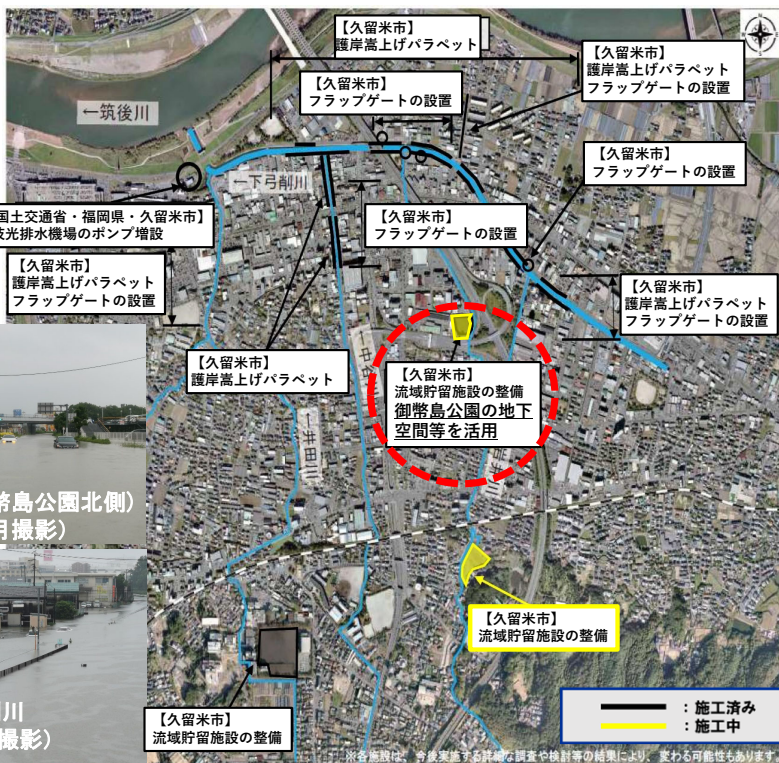 【久留米市】
護岸嵩上げパラペット
【久留米市】
フラップゲートの設置
【久留米市】
護岸嵩上げパラペット
フラップゲートの設置
←筑後川
【久留米市】
フラップゲートの設置
←下弓削川
国土交通省・福岡県・久留米市】
枝光排水機場のポンプ増設
【久留米市】
フラップゲートの設置
【久留米市】
護岸嵩上げパラペット
フラップゲートの設置
【久留米市】
護岸嵩上げパラペット
フラップゲートの設置
【久留米市】
護岸嵩上げパラペット
【久留米市】
流域貯留施設の整備
御幣島公園の地下
空間等を活用
←井田川
幣島公園北側）
月撮影）
【久留米市】
流域貯留施設の整備
川
撮影）
【久留米市】
流域貯留施設の整備
：施工済み
：施工中
※各施設は、今後実施する詳細な調査や検討等の結果により、変わる可能性もあります